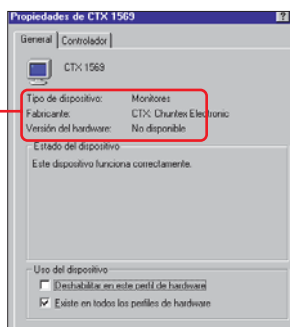 Propiedades de CTX 1569
General
Controlador
CTX 1569
Tipo de dispositivo: Monitores
Fabricante: CTX: Chuntex Electronic
Versión del hardware: No disponible
Estado del dispositivo
Este dispositivo funciona correctamente.
Uso del dispositivo
Deshabilitar en este perfil de hardware
Existe en todos los perfiles de hardware